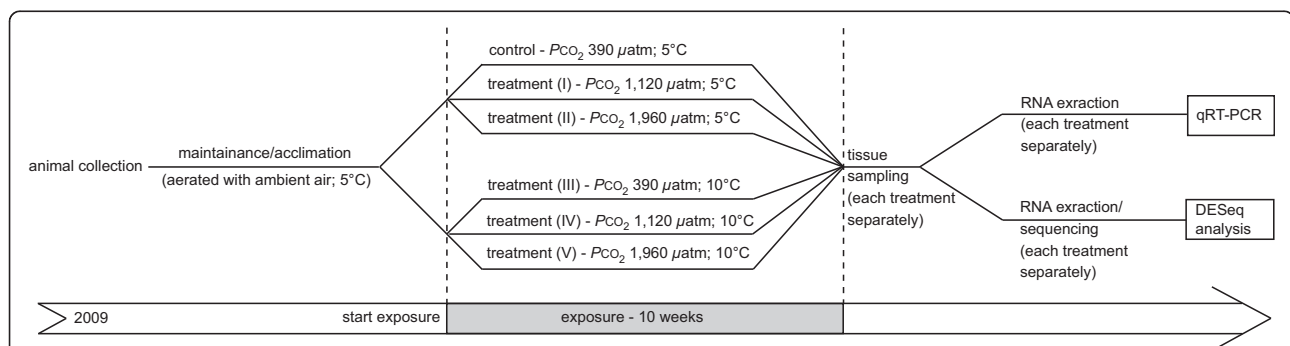 control - PCO₂ 390 µatm; 5°C
treatment (I) - PCO₂ 1,120 µatm; 5°C
treatment (II) - PCO₂ 1,960 µatm; 5°C
animal collection
maintainance/acclimation
(aerated with ambient air; 5°C)
treatment (III) - PCO₂ 390 µatm; 10°C
treatment (IV) - PCO₂ 1,120 µatm; 10°C
treatment (V) - PCO₂ 1,960 µatm; 10°C
tissue
sampling
(each treatment
separately)
RNA exraction
(each treatment
separately)
qRT-PCR
RNA exraction/
sequencing
(each treatment
separately)
DESeq
analysis
2009
start exposure
exposure - 10 weeks